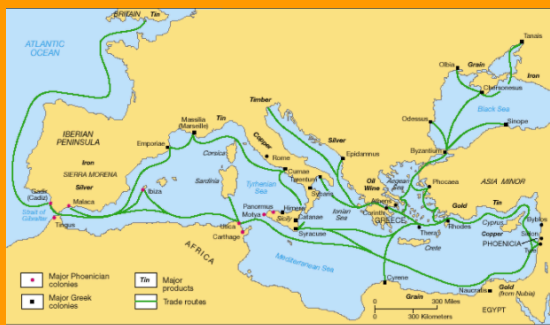 BRITAIN Tin
ATLANTIC
OCEAN
Tanais
Olbia
Grain
Iron
Chersonesus
Timber
Massilia
(Marseille)
Tin
Silver
Odessus
Black Sea
Sinope
Emporiae
Copper
IBERIAN
PENINSULA
Corsica
Rome
Epidamnus
Byzantium
Iron
SIERRA MORENA
Sardinia
Cumae
Tarentum
Oil
Wine
Aegean
Sea
Phocaea
ASIA MINOR
Silver
Tyrrhenian
Sea
Sybaris
Gadir
(Cadiz)
Malaca
Ibiza
Panormus
Motya
Himera
Sicily
Catanae
Ionian
Sea
Athens
Corinth
GREECE
Gold
Tin
Strait of
Gibraltar
Tingus
Utica
Carthage
Syracuse
Thera
Rhodes
Cyprus
Copper
Byblos
Sidon
PHOENICIA
Tyre
Crete
AFRICA
Mediterranean Sea
Cyrene
Naucratis
Gold
(from Nubia)
Grain
EGYPT
Major Phoenician
colonies
Tin
Major
products
Major Greek
colonies
Trade routes
0 300 Miles
0 300 Kilometers